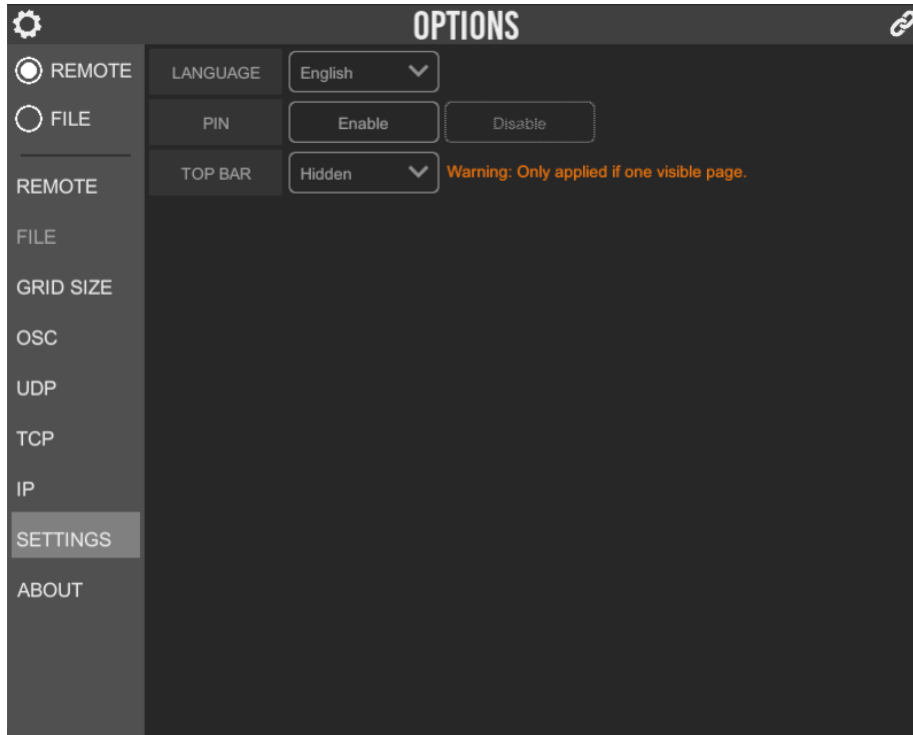 OPTIONS
REMOTE
FILE
REMOTE
FILE
GRID SIZE
OSC
UDP
TCP
IP
SETTINGS
ABOUT
LANGUAGE English
PIN Enable Disable
TOP BAR Hidden Warning: Only applied if one visible page.